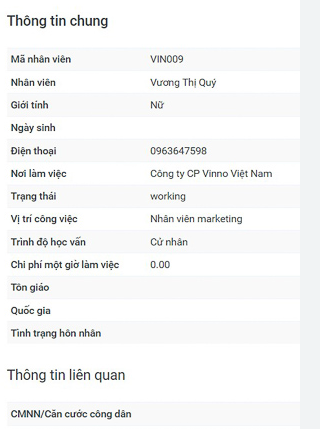 Thông tin chung
Mã nhân viên VIN009
Nhân viên Vương Thị Quý
Giới tính Nữ
Ngày sinh
Điện thoại 0963647598
Nơi làm việc Công ty CP Vinno Việt Nam
Trạng thái working
Vị trí công việc Nhân viên marketing
Trình độ học vấn Cử nhân
Chi phí một giờ làm việc 0.00
Tôn giáo
Quốc gia
Tình trạng hôn nhân
Thông tin liên quan
CMNN/Căn cước công dân